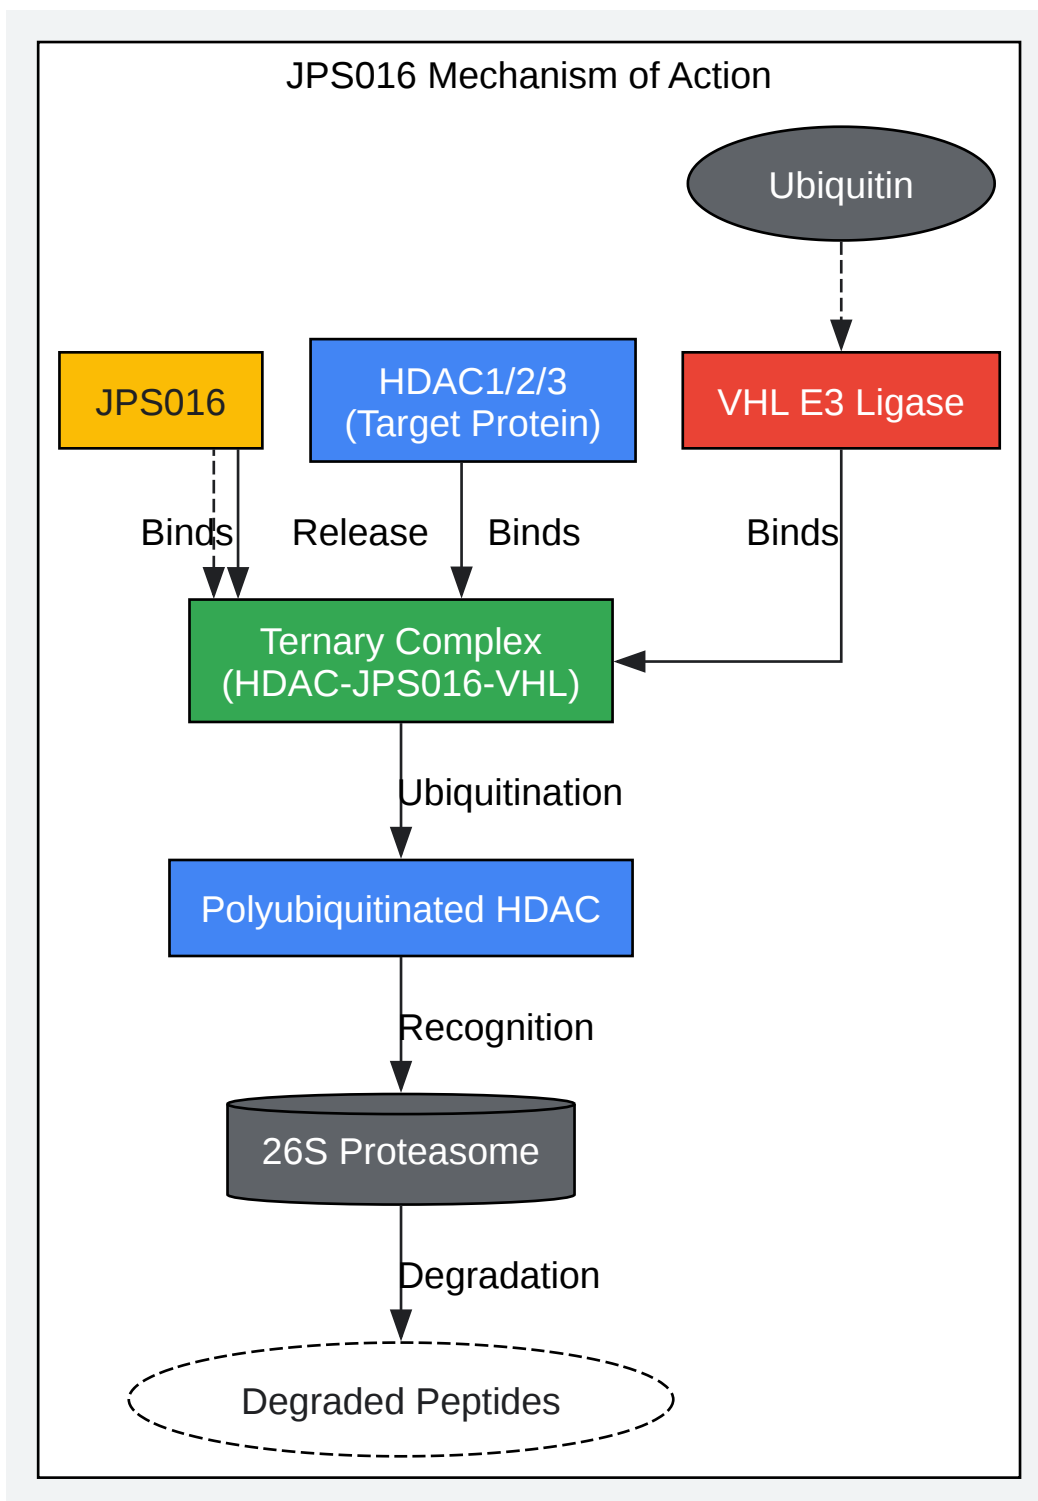 JPS016 Mechanism of Action
Ubiquitin
JPS016
HDAC1/2/3
(Target Protein)
VHL E3 Ligase
Binds
Release
Binds
Binds
Ternary Complex
(HDAC-JPS016-VHL)
Ubiquitination
Polyubiquitinated HDAC
Recognition
26S Proteasome
Degradation
Degraded Peptides